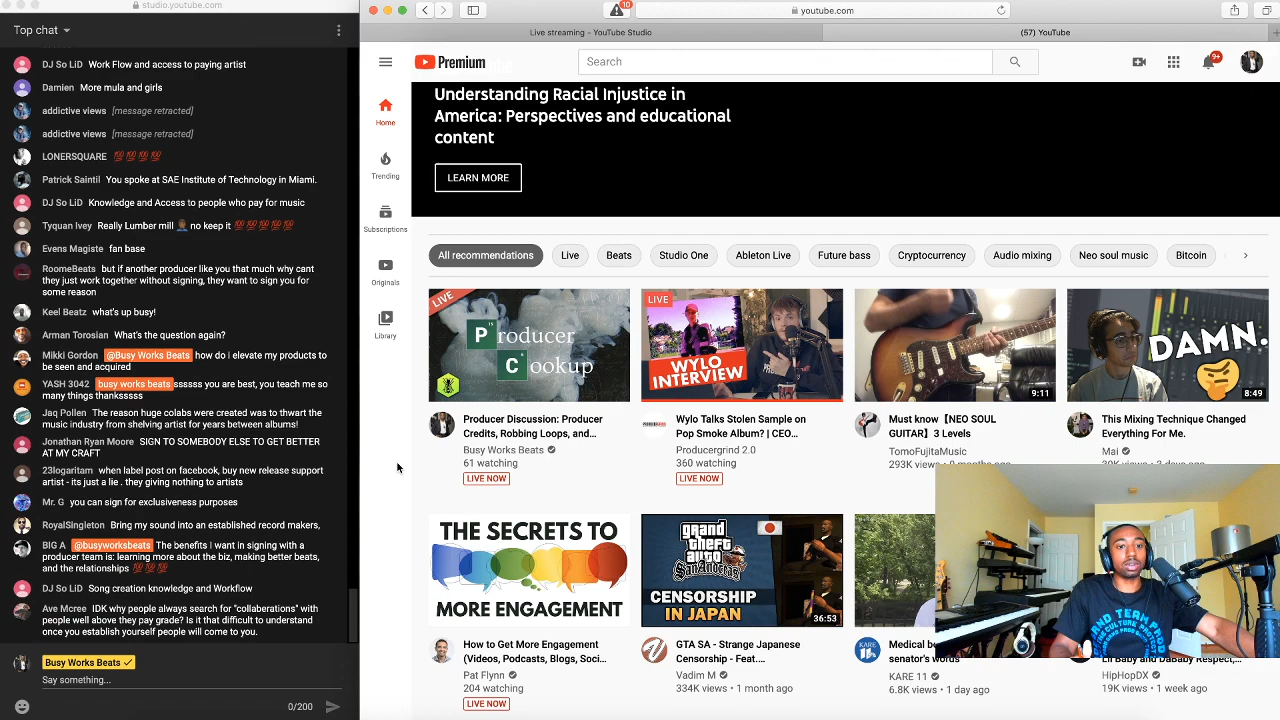 studio.youtube.com
Top chat
DJ So LiD Work Flow and access to paying artist
Damien More mula and girls
addictive views [message retracted]
addictive views [message retracted]
LONERSQUARE 💯💯💯💯
Patrick Saintil You spoke at SAE Institute of Technology in Miami.
DJ So LiD Knowledge and Access to people who pay for music
Tyquan Ivey Really Lumber mill no keep it 💯💯💯💯💯
Evens Magiste fan base
RoomeBeats but if another producer like you that much why cant
they just work together without signing, they want to sign you for
some reason
Keel Beatz what's up busy!
Arman Torosian What's the question again?
Mikki Gordon @Busy Works Beats how do i elevate my products to
be seen and acquired
YASH 3042 busy works beats sssssss you are best, you teach me so
many things thanksssss
Jaq Pollen The reason huge colabs were created was to thwart the
music industry from shelving artist for years between albums!
Jonathan Ryan Moore SIGN TO SOMEBODY ELSE TO GET BETTER
AT MY CRAFT
23logaritam when label post on facebook, buy new release support
artist - its just a lie . they giving nothing to artists
Mr. G you can sign for exclusiveness purposes
RoyalSingleton Bring my sound into an established record makers,
BIG A @busyworksbeats The benefits I want in signing with a
producer team is: learning more about the biz, making better beats,
and the relationships 💯💯💯
DJ So LiD Song creation knowledge and Workflow
Ave Mcree IDK why people always search for "collaborations" with
people well above they pay grade? Is it that difficult to understand
once you establish yourself people will come to you.
Busy Works Beats
Say something...
0/200
10
youtube.com
Live streaming - YouTube Studio
(57) YouTube
Premium
Search
9+
Home
Trending
Subscriptions
Originals
Library
Understanding Racial Injustice in
America: Perspectives and educational
content
LEARN MORE
All recommendations
Live
Beats
Studio One
Ableton Live
Future bass
Cryptocurrency
Audio mixing
Neo soul music
Bitcoin
LIVE
Producer
Cookup
Producer Discussion: Producer
Credits, Robbing Loops, and...
Busy Works Beats
61 watching
LIVE NOW
LIVE
WYLO
INTERVIEW
Wylo Talks Stolen Sample on
Pop Smoke Album? | CEO...
Producergrind 2.0
360 watching
LIVE NOW
9:11
Must know【NEO SOUL
GUITAR】3 Levels
TomoFujitaMusic
DAMN.
8:49
This Mixing Technique Changed
Everything For Me.
Mai
THE SECRETS TO
MORE ENGAGEMENT
How to Get More Engagement
(Videos, Podcasts, Blogs, Soci...
Pat Flynn
204 watching
LIVE NOW
grand
theft
auto
SanAndreas
CENSORSHIP
IN JAPAN
36:53
GTA SA - Strange Japanese
Censorship - Feat....
Vadim M
334K views • 1 month ago
KARE
11
senator's words
KARE 11
6.8K views • 1 day ago
HipHopDX
19K views • 1 week ago